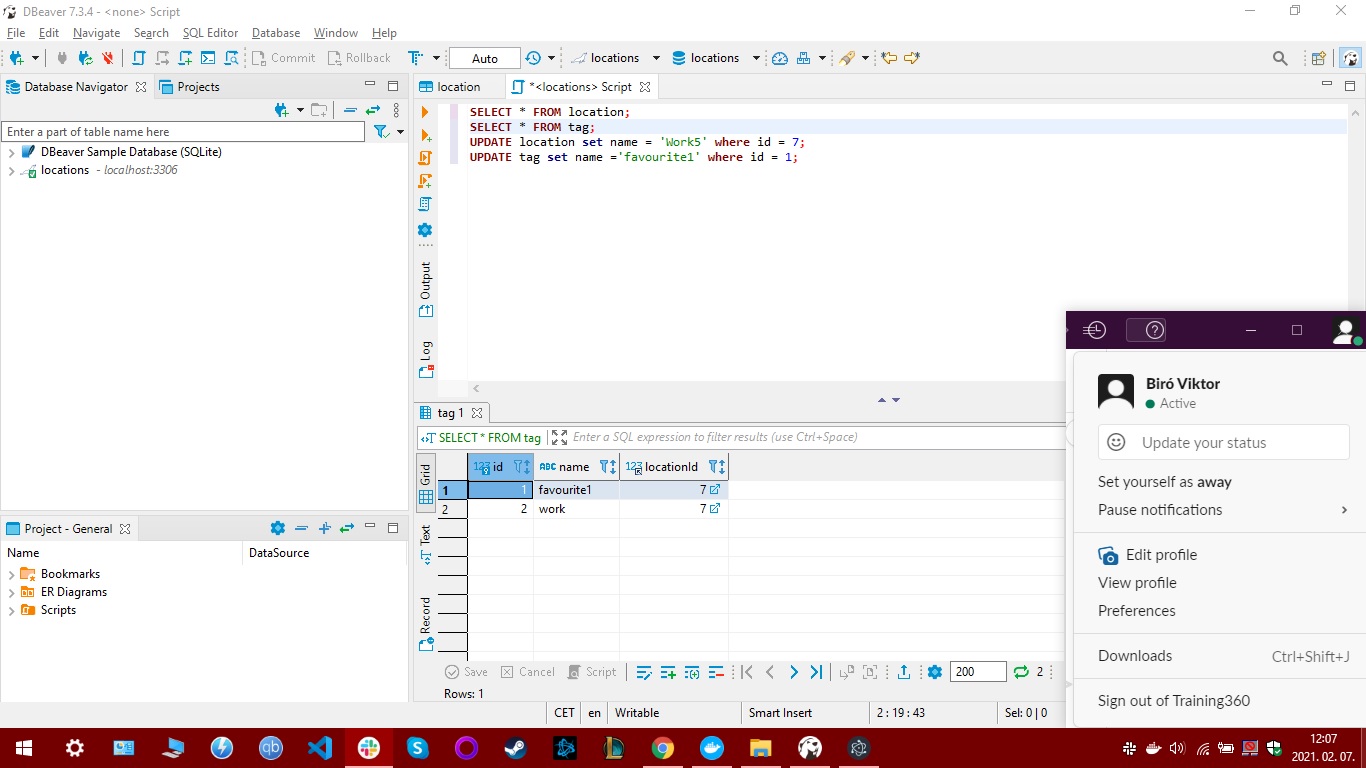 DBeaver 7.3.4 - <none> Script
File Edit Navigate Search SQL Editor Database Window Help
Commit Rollback Auto locations locations
Database Navigator Projects
Enter a part of table name here
DBeaver Sample Database (SQLite)
locations - localhost:3306
location *<locations> Script
SELECT * FROM location;
SELECT * FROM tag;
UPDATE location set name = 'Work5' where id = 7;
UPDATE tag set name ='favourite1' where id = 1;
Output
Log
tag 1
SELECT * FROM tag Enter a SQL expression to filter results (use Ctrl+Space)
Grid
Text
Record
123 id ABC name 123 locationId
1 1 favourite1 7
2 2 work 7
Save Cancel Script 200 2
Rows: 1
CET en Writable Smart Insert 2 : 19 : 43 Sel: 0 | 0
Project - General
Name DataSource
Bookmarks
ER Diagrams
Scripts
Biró Viktor
Active
Update your status
Set yourself as away
Pause notifications
Edit profile
View profile
Preferences
Downloads Ctrl+Shift+J
Sign out of Training360
qb
12:07
2021. 02. 07.